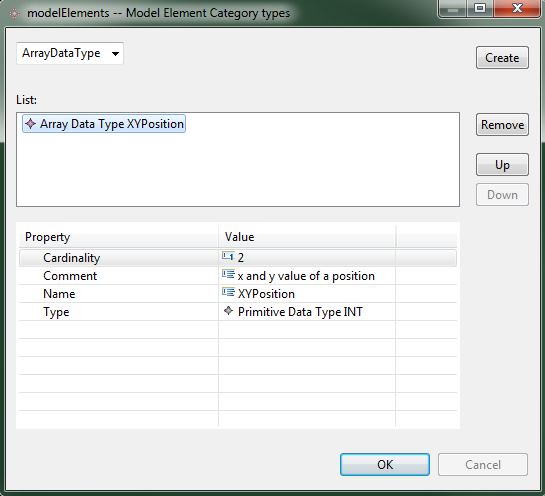 modelElements -- Model Element Category types
ArrayDataType
Create
List:
Array Data Type XYPosition
Remove
Up
Down
Property Value
Cardinality 2
Comment x and y value of a position
Name XYPosition
Type Primitive Data Type INT
OK Cancel